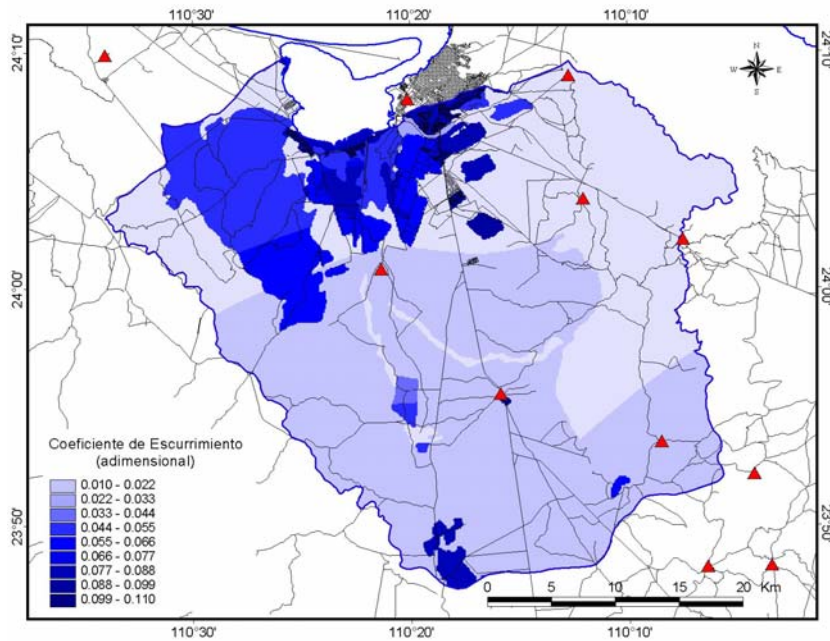 110°30' 110°20' 110°10'
24°10' 24°10'
N
W E
S
24°00' 24°00'
Coeficiente de Escurrimiento
(adimensional)
0.010 - 0.022
0.022 - 0.033
0.033 - 0.044
0.044 - 0.055
0.055 - 0.066
0.066 - 0.077
0.077 - 0.088
0.088 - 0.099
0.099 - 0.110
23°50' 23°50'
0 5 10 15 20 Km
110°30' 110°20' 110°10'